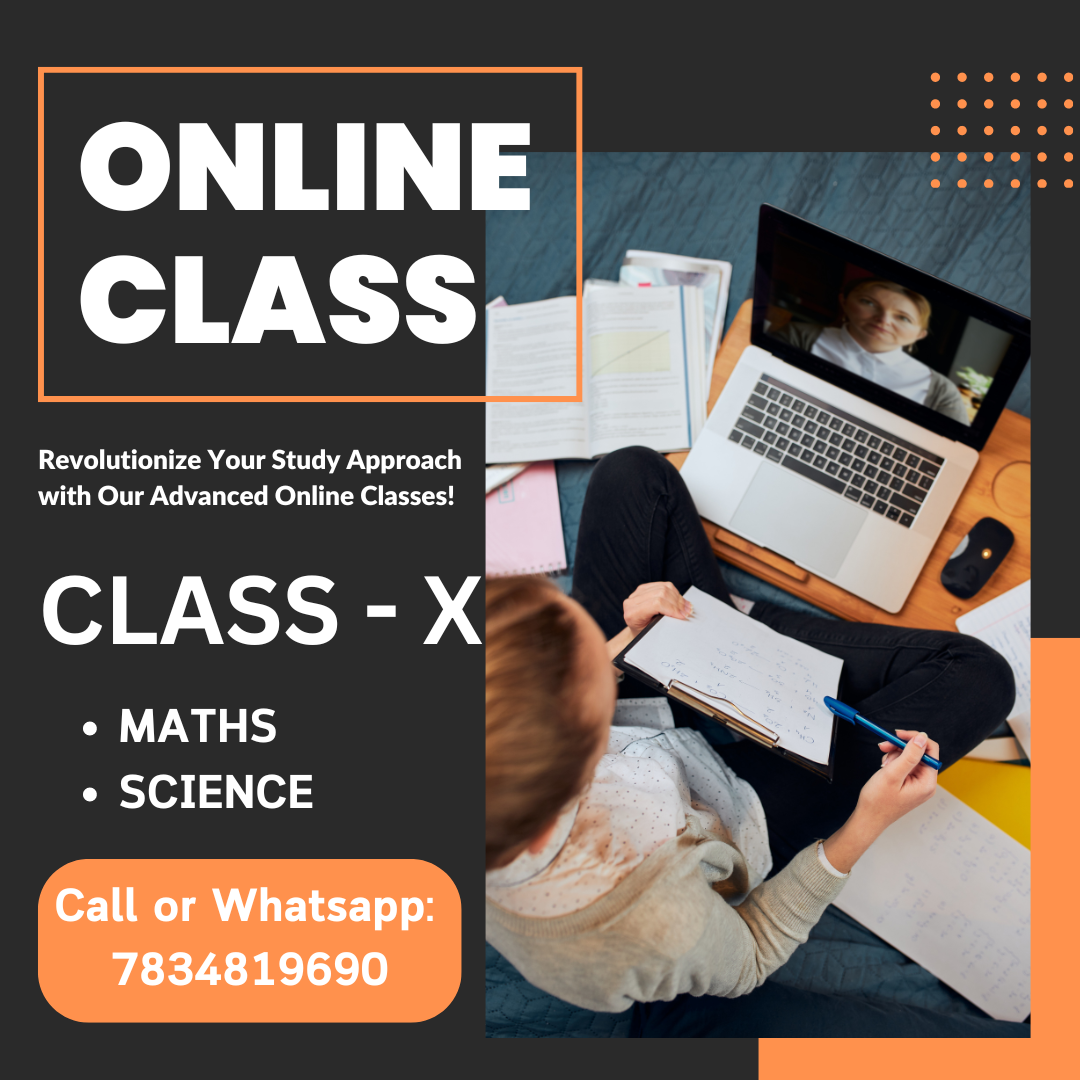 ONLINE
CLASS
Revolutionize Your Study Approach
with Our Advanced Online Classes!
CLASS - X
• MATHS
• SCIENCE
Call or Whatsapp:
7834819690